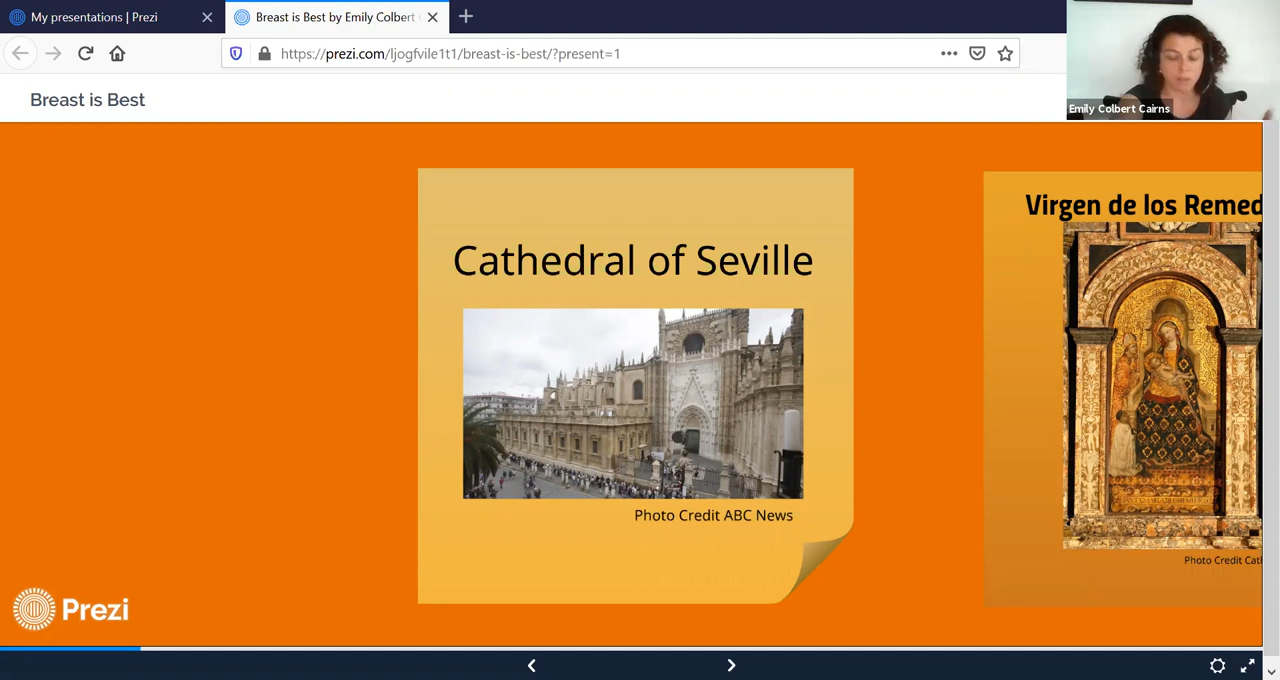 My presentations | Prezi
Breast is Best by Emily Colbert
https://prezi.com/ljogfvile1t1/breast-is-best/?present=1
Emily Colbert Cairns
Breast is Best
Virgen de los Remed
Cathedral of Seville
Photo Credit ABC News
Photo Credit Cat
Prezi